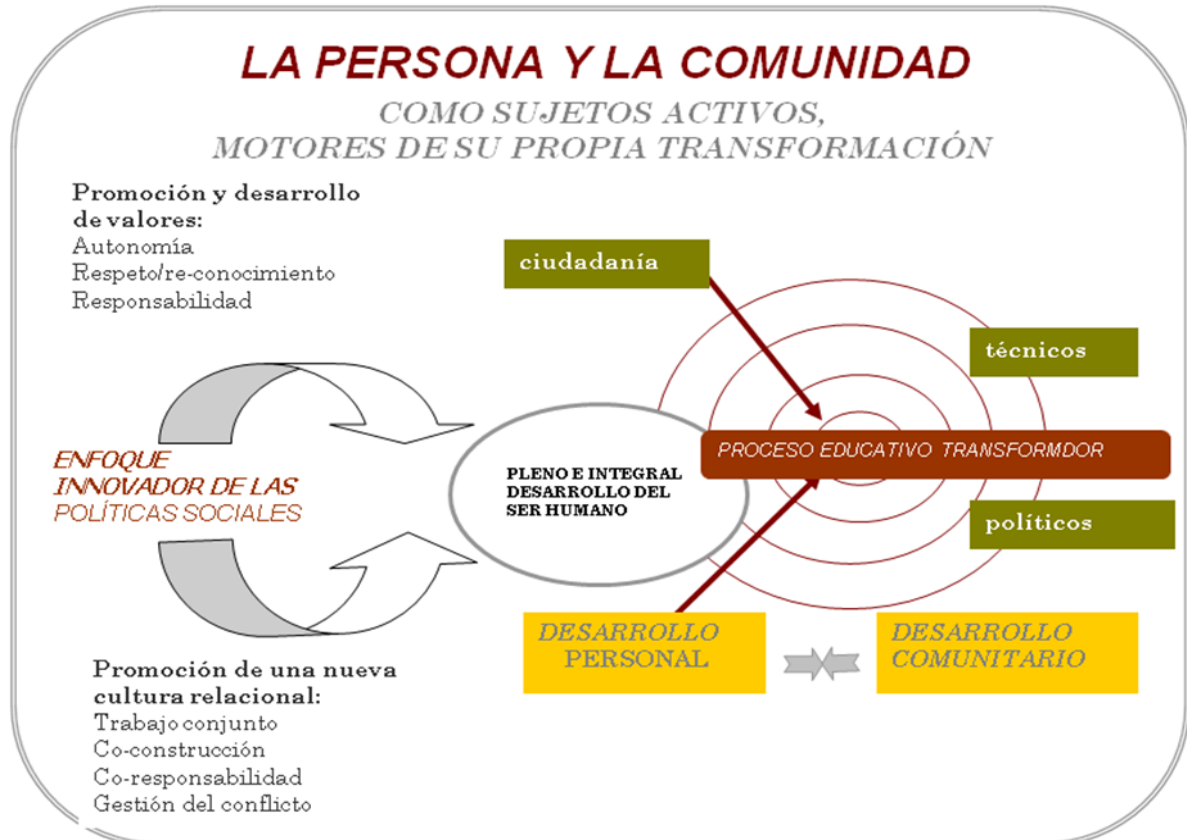 LA PERSONA Y LA COMUNIDAD
COMO SUJETOS ACTIVOS,
MOTORES DE SU PROPIA TRANSFORMACIÓN
Promoción y desarrollo
de valores:
Autonomía
Respeto/re-conocimiento
Responsabilidad
ciudadanía
técnicos
ENFOQUE
INNOVADOR DE LAS
POLÍTICAS SOCIALES
PLENO E INTEGRAL
DESARROLLO DEL
SER HUMANO
PROCESO EDUCATIVO TRANSFORMDOR
políticos
DESARROLLO
PERSONAL
DESARROLLO
COMUNITARIO
Promoción de una nueva
cultura relacional:
Trabajo conjunto
Co-construcción
Co-responsabilidad
Gestión del conflicto